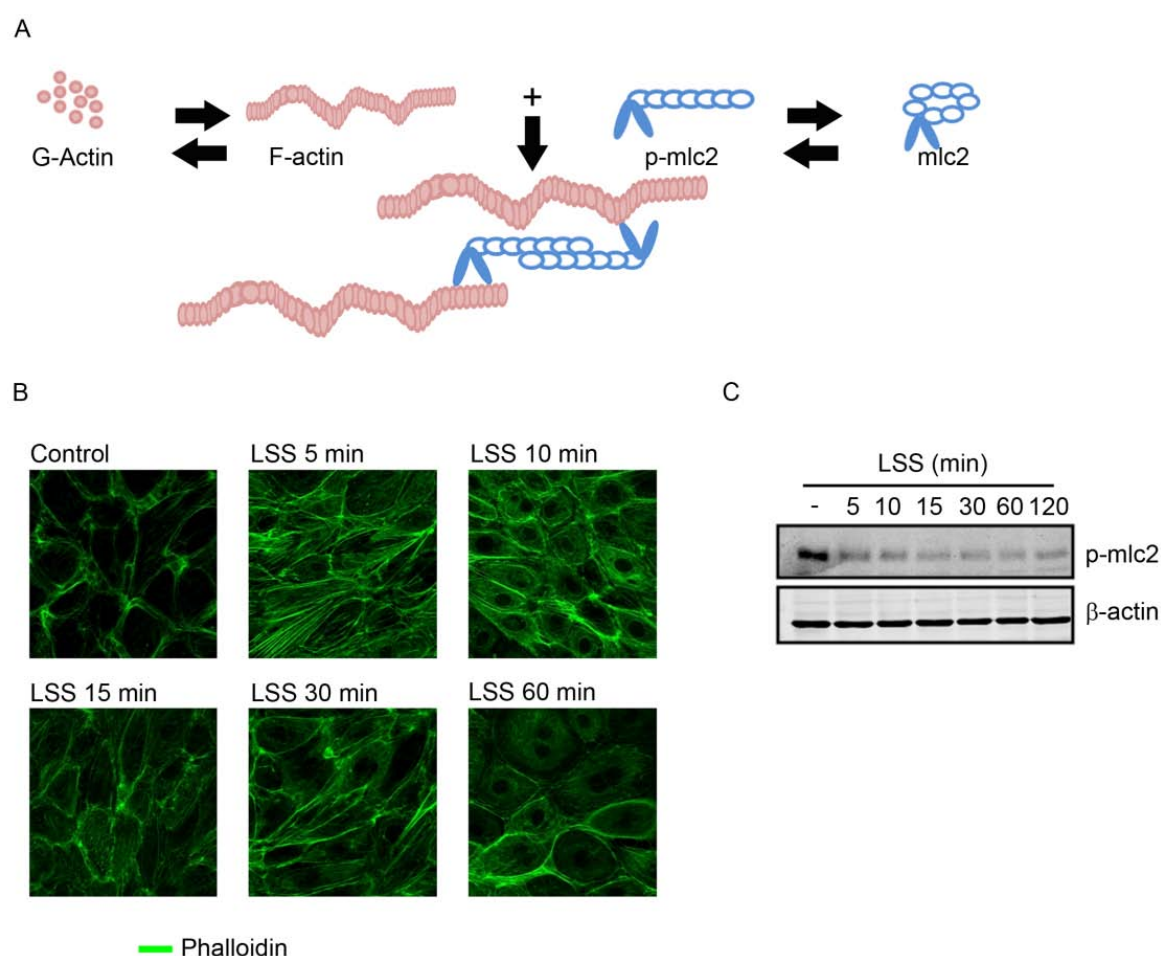 A
+
G-Actin
F-actin
p-mlc2
mlc2
B
C
Control
LSS 5 min
LSS 10 min
LSS (min)
- 5 10 15 30 60 120
p-mlc2
β-actin
LSS 15 min
LSS 30 min
LSS 60 min
Phalloidin